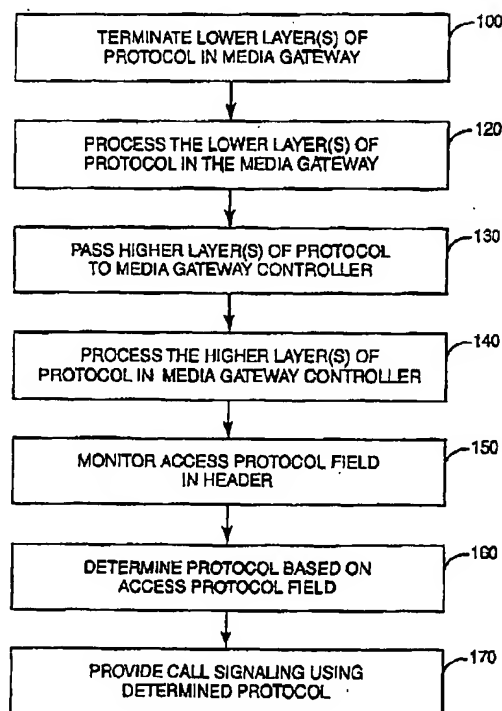 100
TERMINATE LOWER LAYER(S) OF
PROTOCOL IN MEDIA GATEWAY
120
PROCESS THE LOWER LAYER(S) OF
PROTOCOL IN THE MEDIA GATEWAY
130
PASS HIGHER LAYER(S) OF PROTOCOL
TO MEDIA GATEWAY CONTROLLER
140
PROCESS THE HIGHER LAYER(S) OF
PROTOCOL IN MEDIA GATEWAY CONTROLLER
150
MONITOR ACCESS PROTOCOL FIELD
IN HEADER
160
DETERMINE PROTOCOL BASED ON
ACCESS PROTOCOL FIELD
170
PROVIDE CALL SIGNALING USING
DETERMINED PROTOCOL